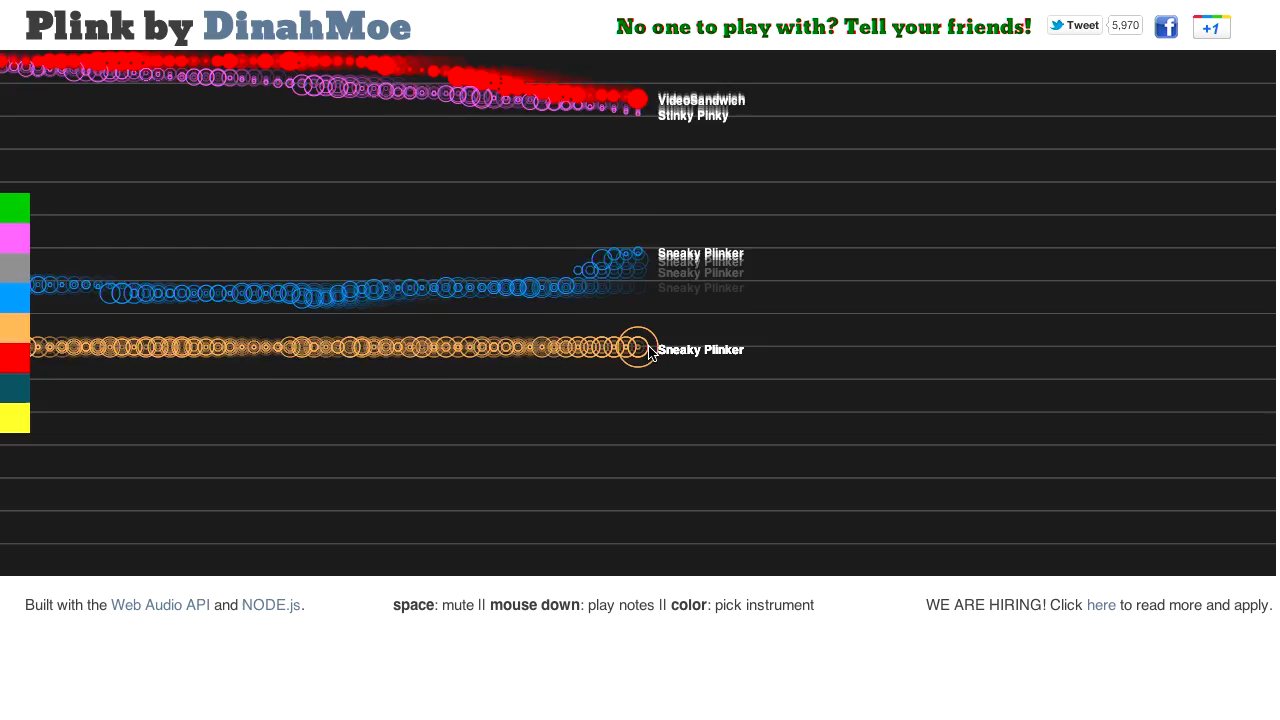 Plink by DinahMoe
No one to play with? Tell your friends!
Tweet
5,970
f
+1
VideoSandwich
Stinky Pinky
Sneaky Plinker
Sneaky Plinker
Sneaky Plinker
Sneaky Plinker
Sneaky Plinker
Built with the Web Audio API and NODE.js.
space: mute || mouse down: play notes || color: pick instrument
WE ARE HIRING! Click here to read more and apply.